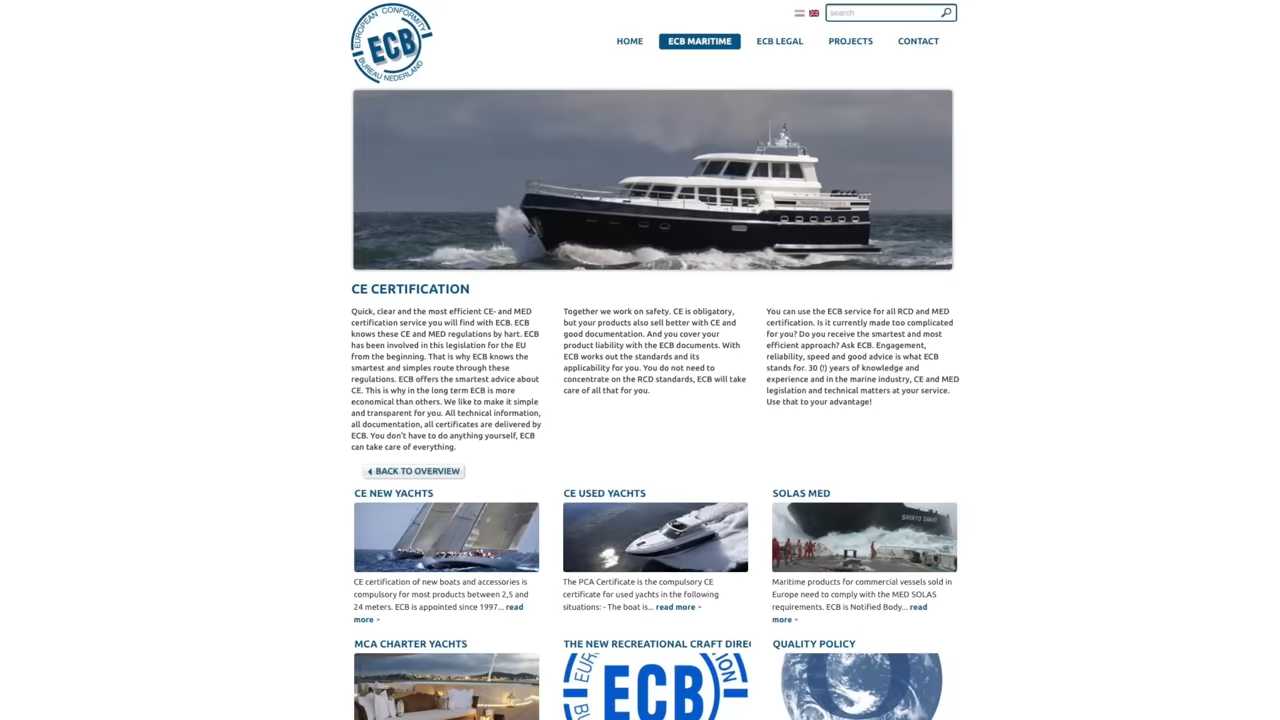 EUROPEAN CONFORMITY
ECB
BUREAU NEDERLAND
search
HOME
ECB MARITIME
ECB LEGAL
PROJECTS
CONTACT
CE CERTIFICATION
Quick, clear and the most efficient CE- and MED
certification service you will find with ECB. ECB
knows these CE and MED regulations by hart. ECB
has been involved in this legislation for the EU
from the beginning. That is why ECB knows the
smartest and simples route through these
regulations. ECB offers the smartest advice about
CE. This is why in the long term ECB is more
economical than others. We like to make it simple
and transparent for you. All technical information,
all documentation, all certificates are delivered by
ECB. You don't have to do anything yourself, ECB
can take care of everything.
Together we work on safety. CE is obligatory,
but your products also sell better with CE and
good documentation. And you cover your
product liability with the ECB documents. With
ECB works out the standards and its
applicability for you. You do not need to
concentrate on the RCD standards, ECB will take
care of all that for you.
You can use the ECB service for all RCD and MED
certification. Is it currently made too complicated
for you? Do you receive the smartest and most
efficient approach? Ask ECB. Engagement,
reliability, speed and good advice is what ECB
stands for. 30 (!) years of knowledge and
experience and in the marine industry, CE and MED
legislation and technical matters at your service.
Use that to your advantage!
BACK TO OVERVIEW
CE NEW YACHTS
CE certification of new boats and accessories is
compulsory for most products between 2,5 and
24 meters. ECB is appointed since 1997... read
more
CE USED YACHTS
The PCA Certificate is the compulsory CE
certificate for used yachts in the following
situations: - The boat is... read more
SOLAS MED
Maritime products for commercial vessels sold in
Europe need to comply with the MED SOLAS
requirements. ECB is Notified Body... read
more
MCA CHARTER YACHTS
THE NEW RECREATIONAL CRAFT DIREC
ECB
QUALITY POLICY